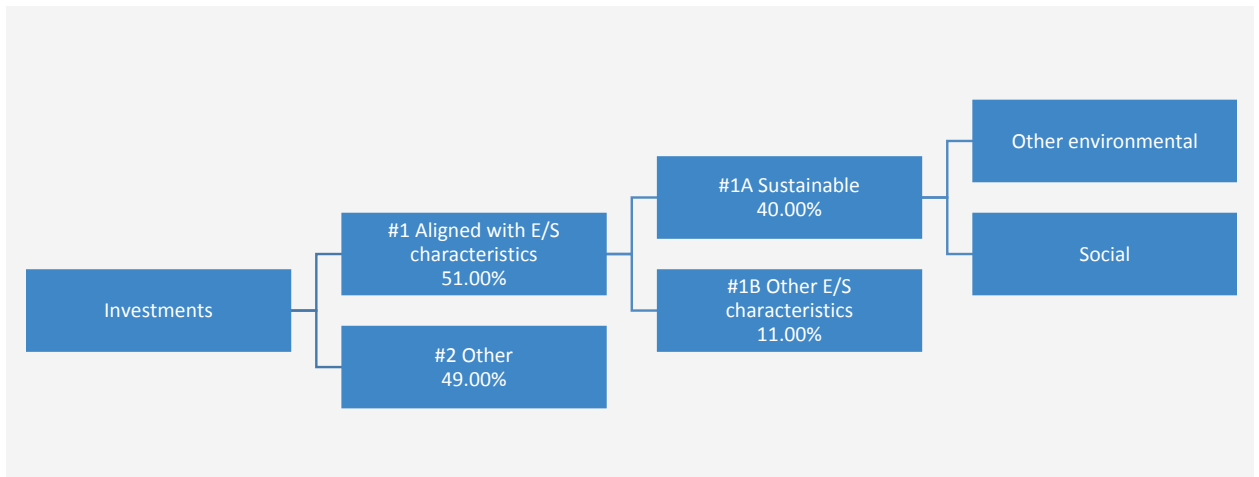 Investments
#1 Aligned with E/S
characteristics
51.00%
#2 Other
49.00%
#1A Sustainable
40.00%
#1B Other E/S
characteristics
11.00%
Other environmental
Social